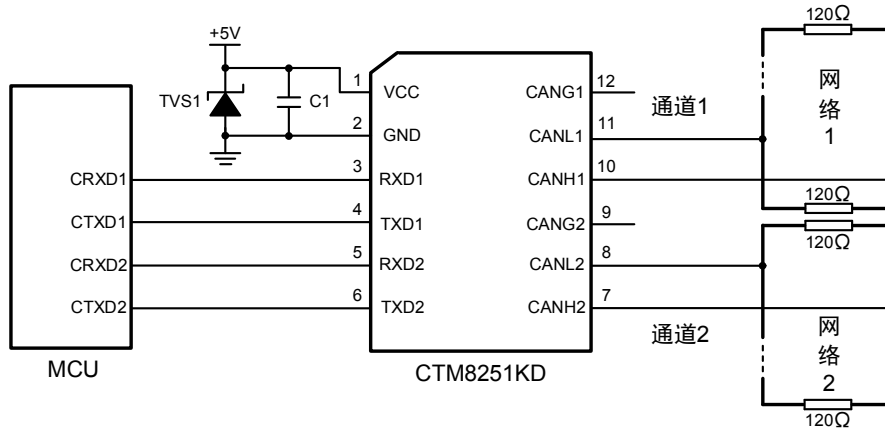 120Ω
+5V
TVS1
C1
1
VCC
2
GND
3
RXD1
4
TXD1
5
RXD2
6
TXD2
CANG1
12
CANL1
11
CANH1
10
CANG2
9
CANL2
8
CANH2
7
CRXD1
CTXD1
CRXD2
CTXD2
MCU
CTM8251KD
通道1
通道2
网
络
1
120Ω
120Ω
网
络
2
120Ω